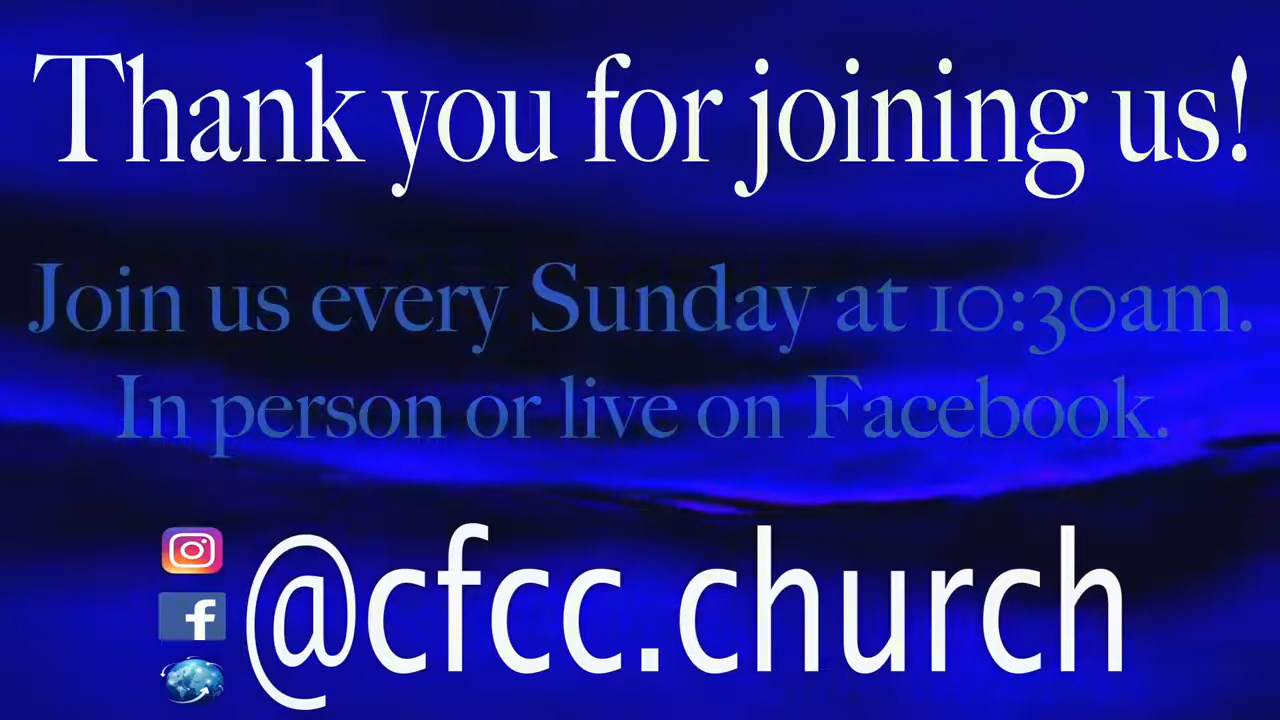 Thank you for joining us!
Join us every Sunday at 10:30am.
In person or live on Facebook.
@cfcc.church